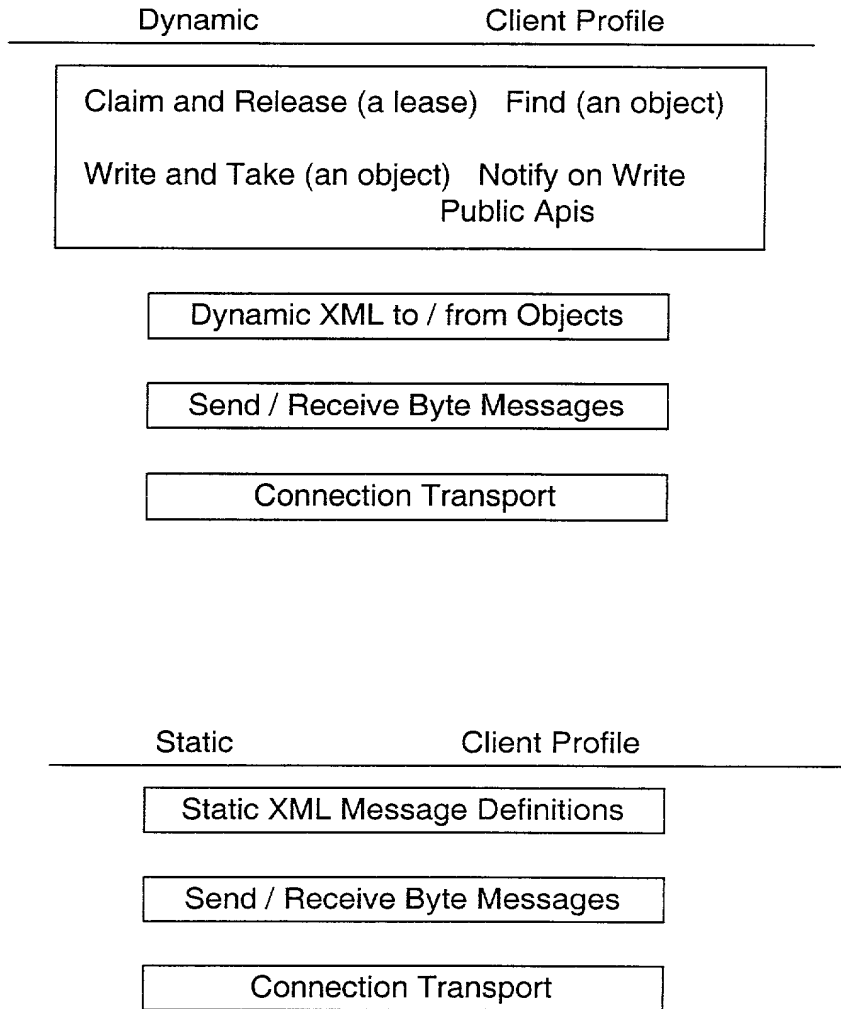 Dynamic Client Profile
Claim and Release (a lease) Find (an object)
Write and Take (an object) Notify on Write
Public Apis
Dynamic XML to / from Objects
Send / Receive Byte Messages
Connection Transport
Static Client Profile
Static XML Message Definitions
Send / Receive Byte Messages
Connection Transport